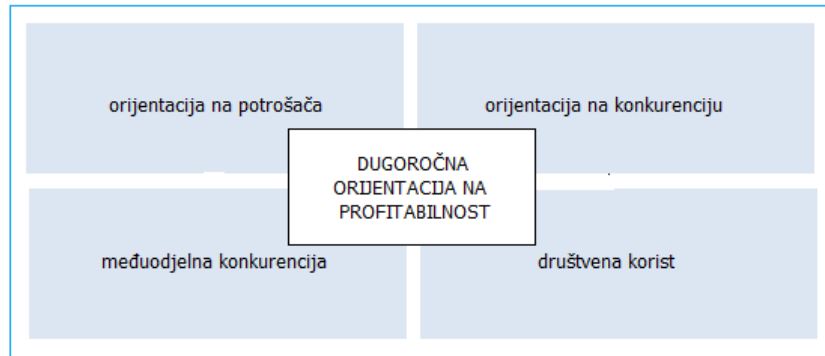 orijentacija na potrošača
orijentacija na konkurenciju
DUGOROČNA
ORIJENTACIJA NA
PROFITABILNOST
međuodjelna konkurencija
društvena korist